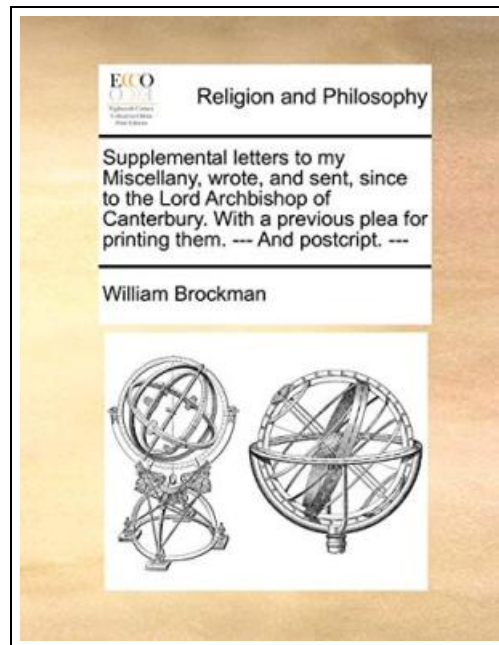 ECCO
Religion and Philosophy
Supplemental letters to my
Miscellany, wrote, and sent, since
to the Lord Archbishop of
Canterbury. With a previous plea for
printing them. --- And postcript. ---
William Brockman